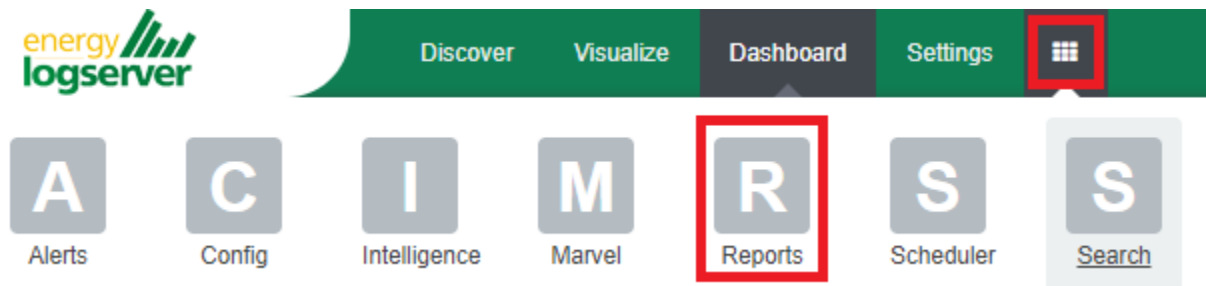 energy
logserver
Discover Visualize Dashboard Settings
A C I M R S S
Alerts Config Intelligence Marvel Reports Scheduler Search